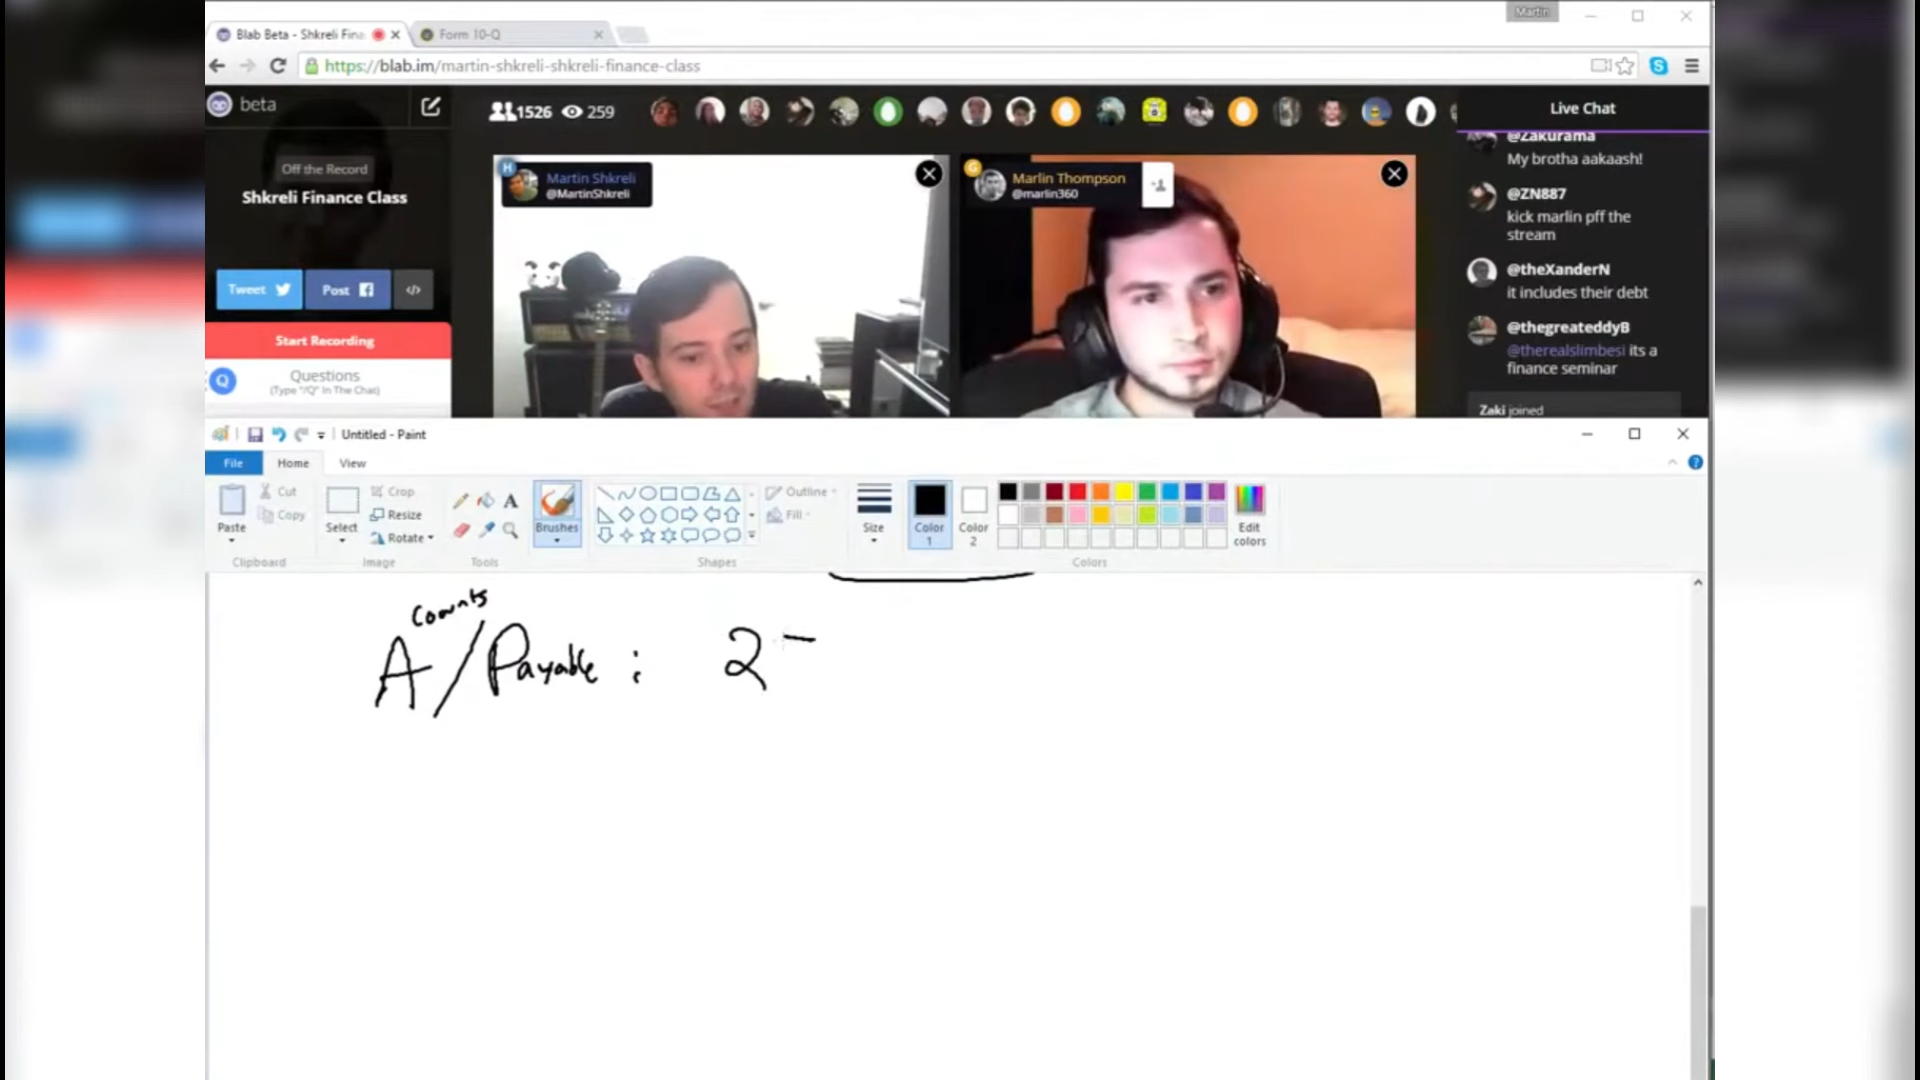 Martin
Blab Beta - Shkreli Fina
Form 10-Q
https://blab.im/martin-shkreli-shkreli-finance-class
beta
1526 259
Live Chat
Off the Record
Shkreli Finance Class
Tweet
Post
</>
Start Recording
Q
Questions
(Type "/Q" In The Chat)
H
Martin Shkreli
@MartinShkreli
G
Marlin Thompson
@marlin360
@Zakurama
My brotha aakaash!
@ZN887
kick marlin pff the
stream
@theXanderN
it includes their debt
@thegreateddyB
@therealslimbesi its a
finance seminar
Zaki joined
Untitled - Paint
File Home View
Paste
Cut
Copy
Clipboard
Select
Crop
Resize
Rotate
Image
A
Tools
Brushes
Outline
Fill
Shapes
Size
Color 1
Color 2
Edit colors
Colors
counts
A/Payable : 2